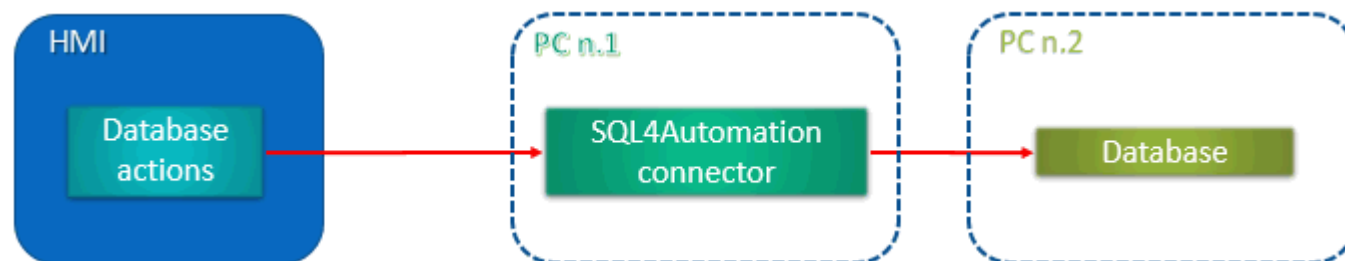 HMI
PC n.1
PC n.2
Database
actions
SQL4Automation
connector
Database